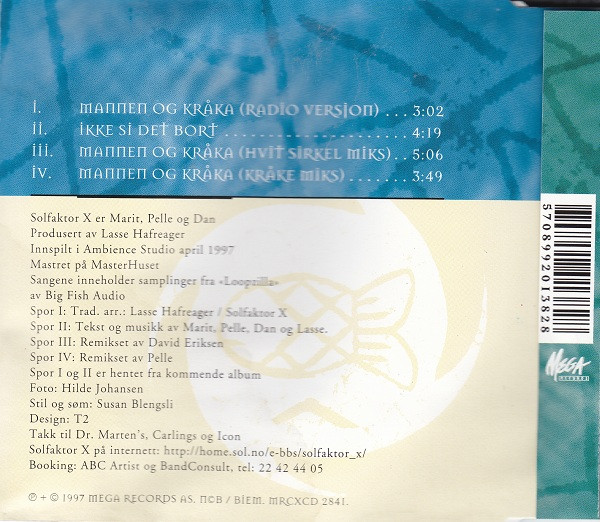 i. Mannen og kråka (radio version) . . . 3:02
ii. Ikke si det bort . . . . . . . . . . . . . . . . . . . . . 4:19
iii. Mannen og kråka (hvit sirkel miks) . . 5:06
iv. Mannen og kråka (kråke miks) . . . . . . . 3:49
Solfaktor X er Marit, Pelle og Dan
Produsert av Lasse Hafreager
Innspilt i Ambience Studio april 1997
Mastret på MasterHuset
Sangene inneholder samplinger fra «Loopzilla»
av Big Fish Audio
Spor I: Trad. arr.: Lasse Hafreager / Solfaktor X
Spor II: Tekst og musikk av Marit, Pelle, Dan og Lasse.
Spor III: Remikset av David Eriksen
Spor IV: Remikset av Pelle
Spor I og II er hentet fra kommende album
Foto: Hilde Johansen
Stil og søm: Susan Blengsli
Design: T2
Takk til Dr. Marten's, Carlings og Icon
Solfaktor X på internett: http://home.sol.no/e-bbs/solfaktor_x/
Booking: ABC Artist og BandConsult, tel: 22 42 44 05
℗ + © 1997 MEGA RECORDS AS. NCB / BIEM. MRCXCD 2841.
5708992013828
MEGA
RECORDS